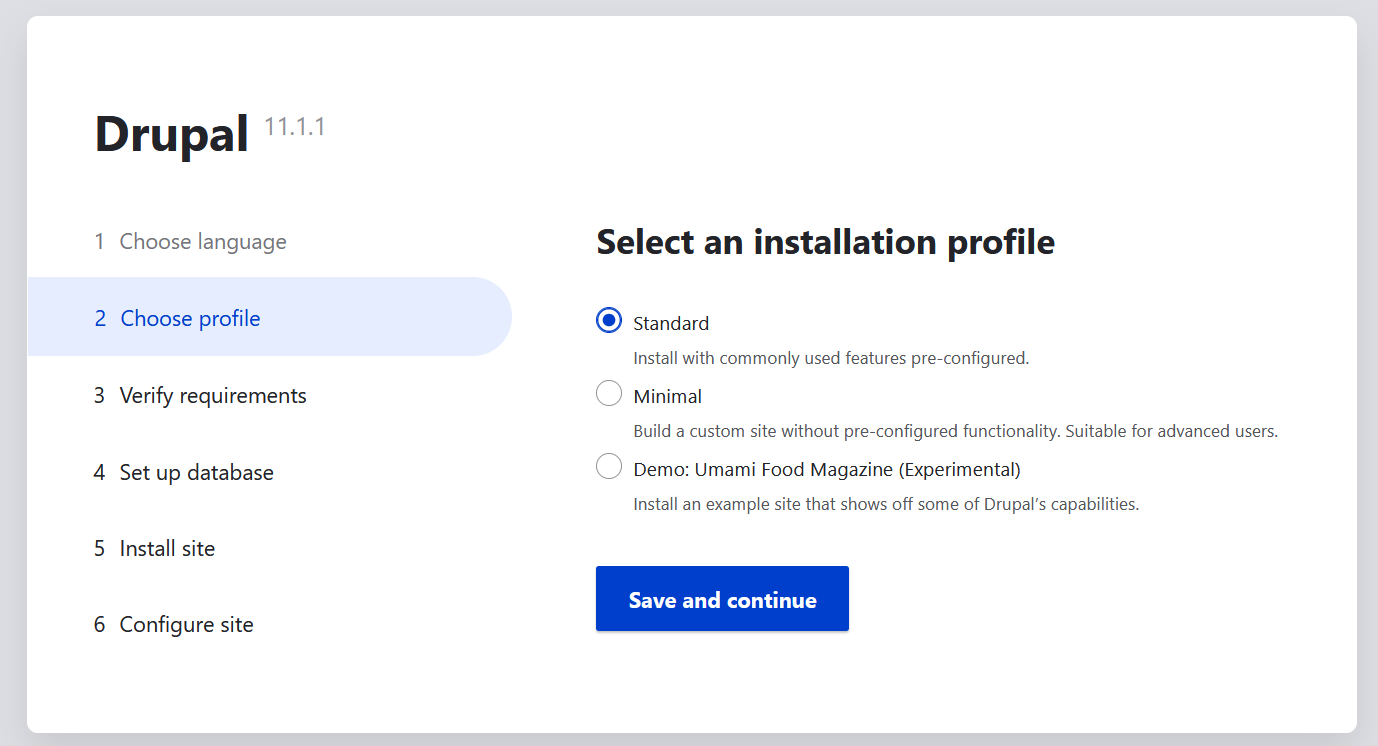 Drupal 11.1.1
1 Choose language
2 Choose profile
3 Verify requirements
4 Set up database
5 Install site
6 Configure site
Select an installation profile
Standard
Install with commonly used features pre-configured.
Minimal
Build a custom site without pre-configured functionality. Suitable for advanced users.
Demo: Umami Food Magazine (Experimental)
Install an example site that shows off some of Drupal’s capabilities.
Save and continue